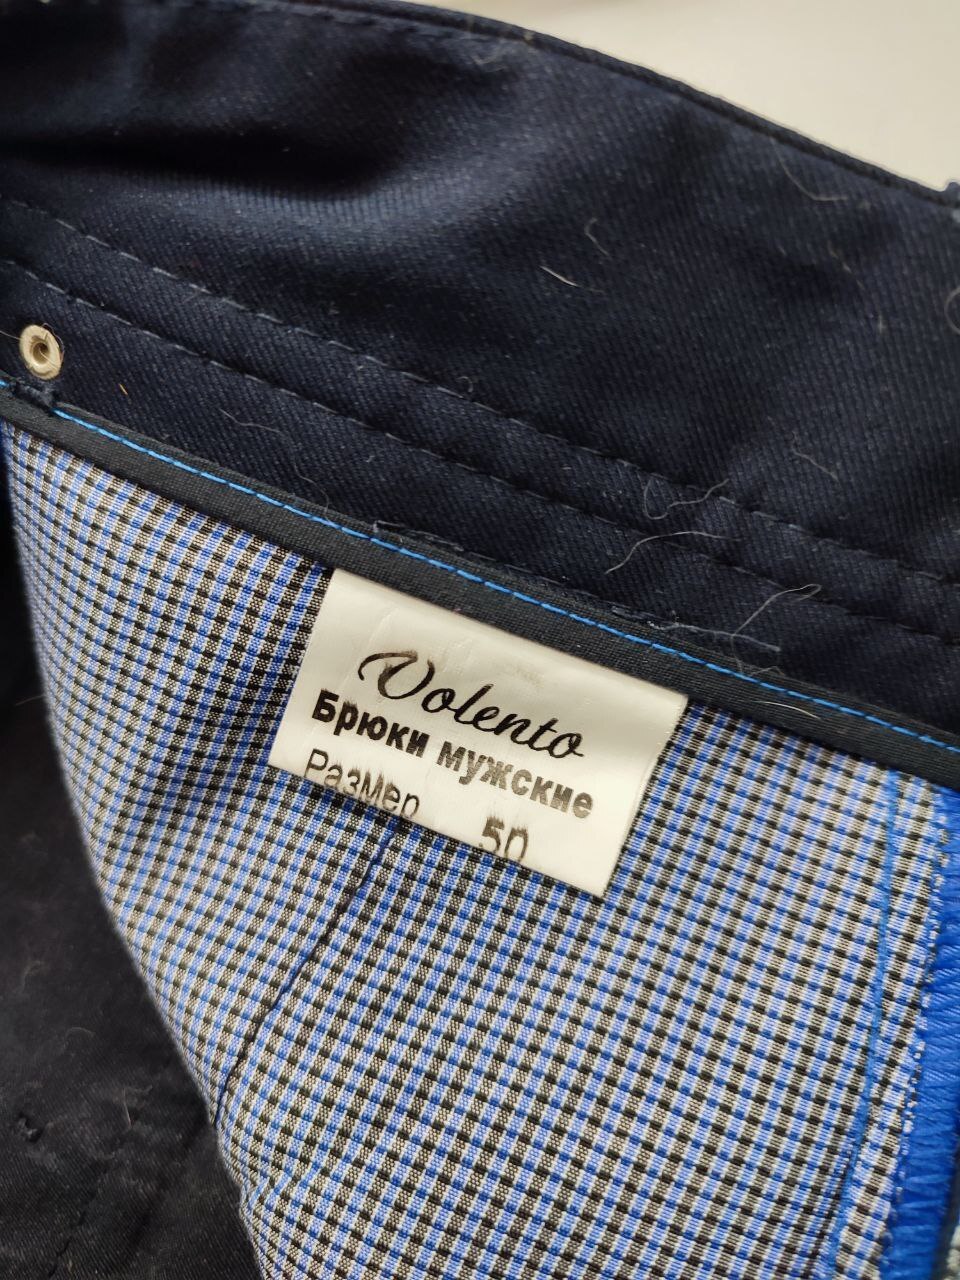 Volento
Брюки мужские
Размер 50